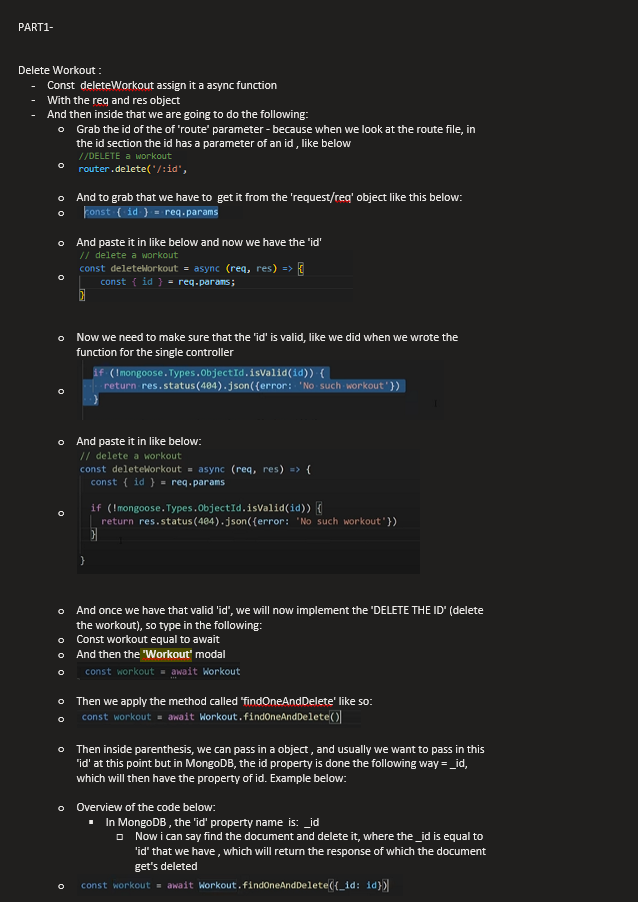 PART1-
Delete Workout :
- Const deleteWorkout assign it a async function
- With the req and res object
- And then inside that we are going to do the following:
o Grab the id of the of 'route' parameter - because when we look at the route file, in
the id section the id has a parameter of an id , like below
//DELETE a workout
o router.delete('/:id',
o And to grab that we have to get it from the 'request/req' object like this below:
o const { id } = req.params
o And paste it in like below and now we have the 'id'
// delete a workout
const deleteWorkout = async (req, res) => {
o const { id } = req.params;
}
o Now we need to make sure that the 'id' is valid, like we did when we wrote the
function for the single controller
if (!mongoose.Types.ObjectId.isValid(id)) {
o return res.status(404).json({error: 'No such workout'})
}
o And paste it in like below:
// delete a workout
const deleteWorkout = async (req, res) => {
const { id } = req.params
if (!mongoose.Types.ObjectId.isValid(id)) {
o return res.status(404).json({error: 'No such workout'})
}
}
o And once we have that valid 'id', we will now implement the 'DELETE THE ID' (delete
the workout), so type in the following:
o Const workout equal to await
o And then the 'Workout' modal
o const workout = await Workout
o Then we apply the method called 'findOneAndDelete' like so:
o const workout = await Workout.findOneAndDelete()
o Then inside parenthesis, we can pass in a object , and usually we want to pass in this
'id' at this point but in MongoDB, the id property is done the following way = _id,
which will then have the property of id. Example below:
o Overview of the code below:
▪ In MongoDB , the 'id' property name is: _id
□ Now i can say find the document and delete it, where the _id is equal to
'id' that we have , which will return the response of which the document
get's deleted
o const workout = await Workout.findOneAndDelete({_id: id})